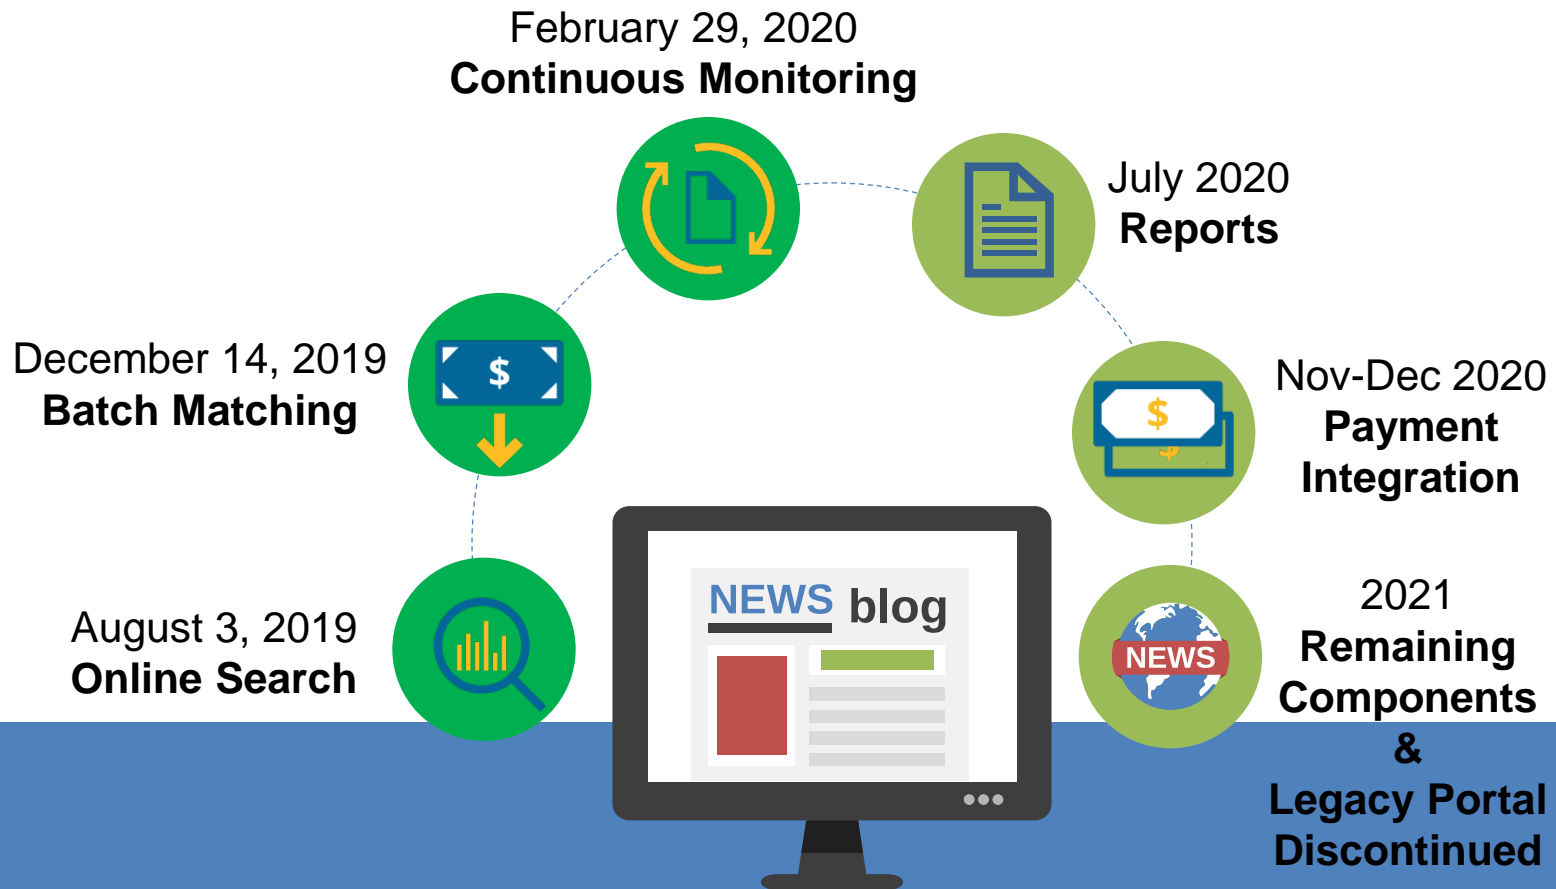 February 29, 2020
Continuous Monitoring
July 2020
Reports
December 14, 2019
Batch Matching
$
Nov-Dec 2020
Payment
Integration
$
$
August 3, 2019
Online Search
NEWS blog
2021
Remaining
Components
&
Legacy Portal
Discontinued
NEWS